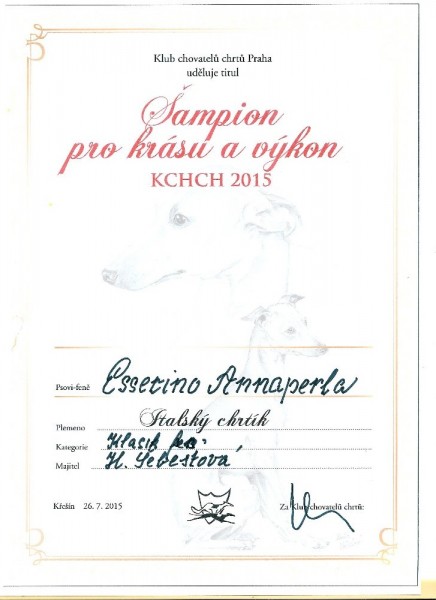 Klub chovatelů chrtů Praha
uděluje titul
Šampion
pro krásu a výkon
KCHCH 2015
Psovi-feně Essetino Annaperla
Plemeno Italský chrtík
Kategorie Klasik
Majitel H. Šebestová
Křešín 26. 7. 2015 Za Klub chovatelů chrtů: